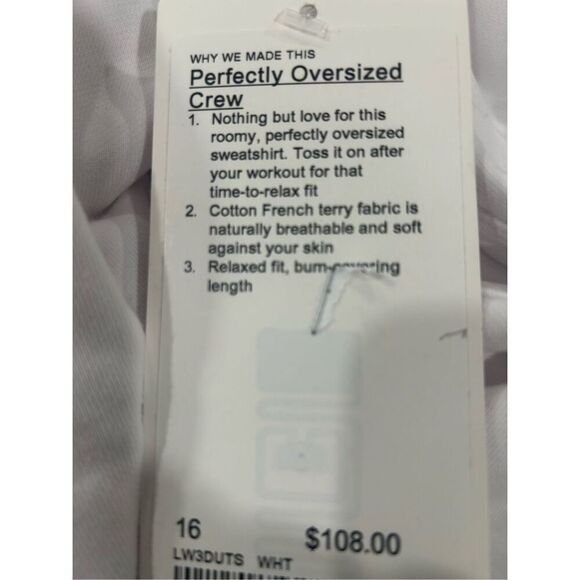 WHY WE MADE THIS
Perfectly Oversized
Crew
1. Nothing but love for this
roomy, perfectly oversized
sweatshirt. Toss it on after
your workout for that
time-to-relax fit
2. Cotton French terry fabric is
naturally breathable and soft
against your skin
3. Relaxed fit, bum-covering
length
16 $108.00
LW3DUTS WHT